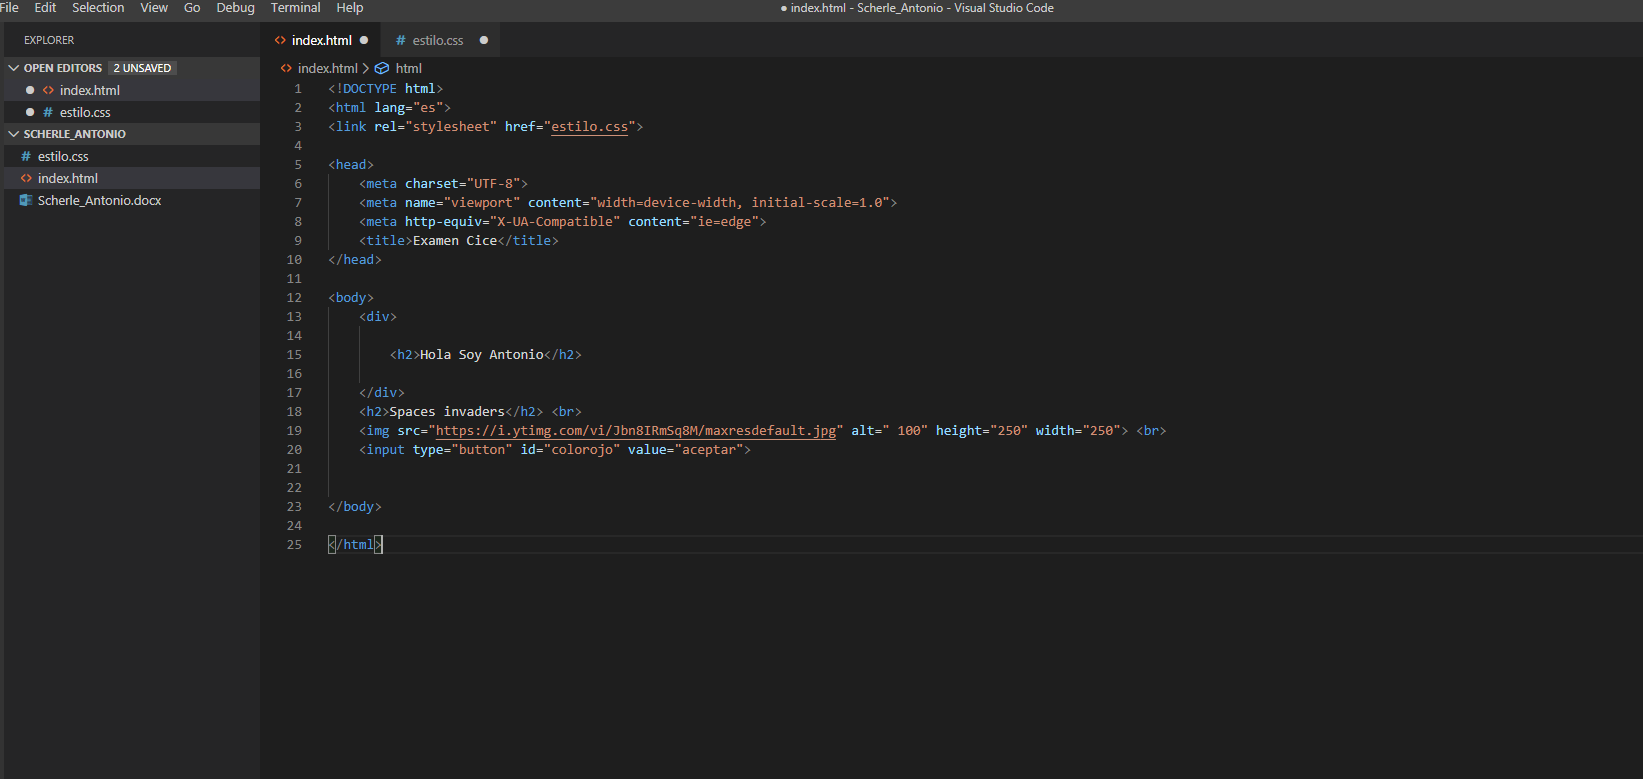 File Edit Selection View Go Debug Terminal Help
● index.html - Scherle_Antonio - Visual Studio Code
EXPLORER
OPEN EDITORS 2 UNSAVED
index.html
# estilo.css
SCHERLE_ANTONIO
# estilo.css
<> index.html
Scherle_Antonio.docx
<> index.html ●
# estilo.css ●
<> index.html > html
1 <!DOCTYPE html>
2 <html lang="es">
3 <link rel="stylesheet" href="estilo.css">
4
5 <head>
6 <meta charset="UTF-8">
7 <meta name="viewport" content="width=device-width, initial-scale=1.0">
8 <meta http-equiv="X-UA-Compatible" content="ie=edge">
9 <title>Examen Cice</title>
10 </head>
11
12 <body>
13 <div>
14
15 <h2>Hola Soy Antonio</h2>
16
17 </div>
18 <h2>Spaces invaders</h2> <br>
19 <img src="https://i.ytimg.com/vi/Jbn8IRmSq8M/maxresdefault.jpg" alt=" 100" height="250" width="250"> <br>
20 <input type="button" id="colorojo" value="aceptar">
21
22
23 </body>
24
25 </html>